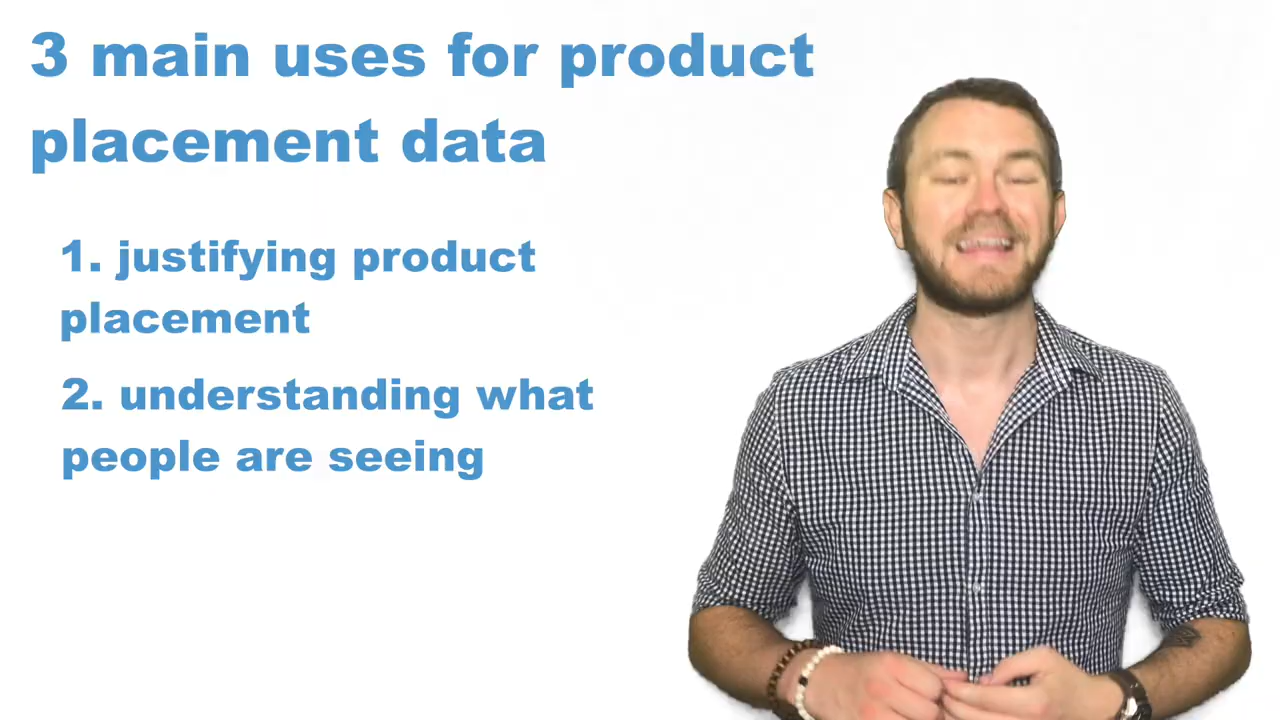 3 main uses for product
placement data
1. justifying product
placement
2. understanding what
people are seeing